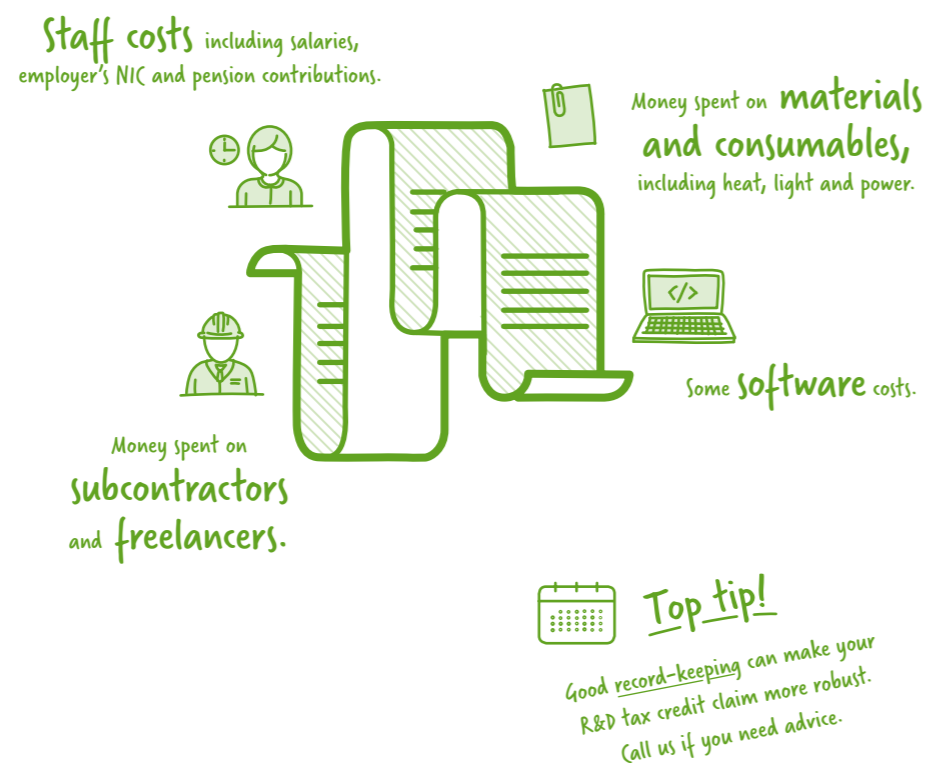 Staff costs including salaries,
employer's NIC and pension contributions.
Money spent on materials
and consumables,
including heat, light and power.
</>
Some software costs.
Money spent on
subcontractors
and freelancers.
Top tip!
Good record-keeping can make your
R&D tax credit claim more robust.
Call us if you need advice.